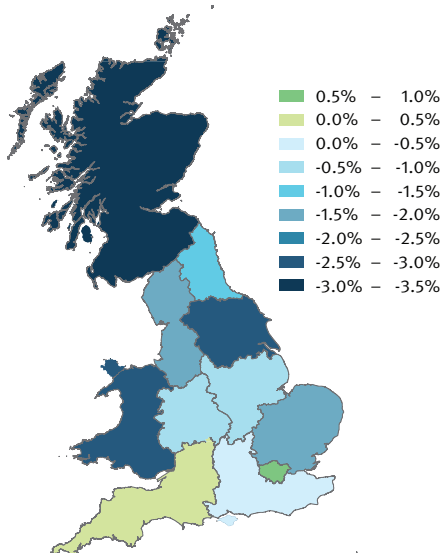 0.5% – 1.0%
0.0% – 0.5%
0.0% – -0.5%
-0.5% – -1.0%
-1.0% – -1.5%
-1.5% – -2.0%
-2.0% – -2.5%
-2.5% – -3.0%
-3.0% – -3.5%